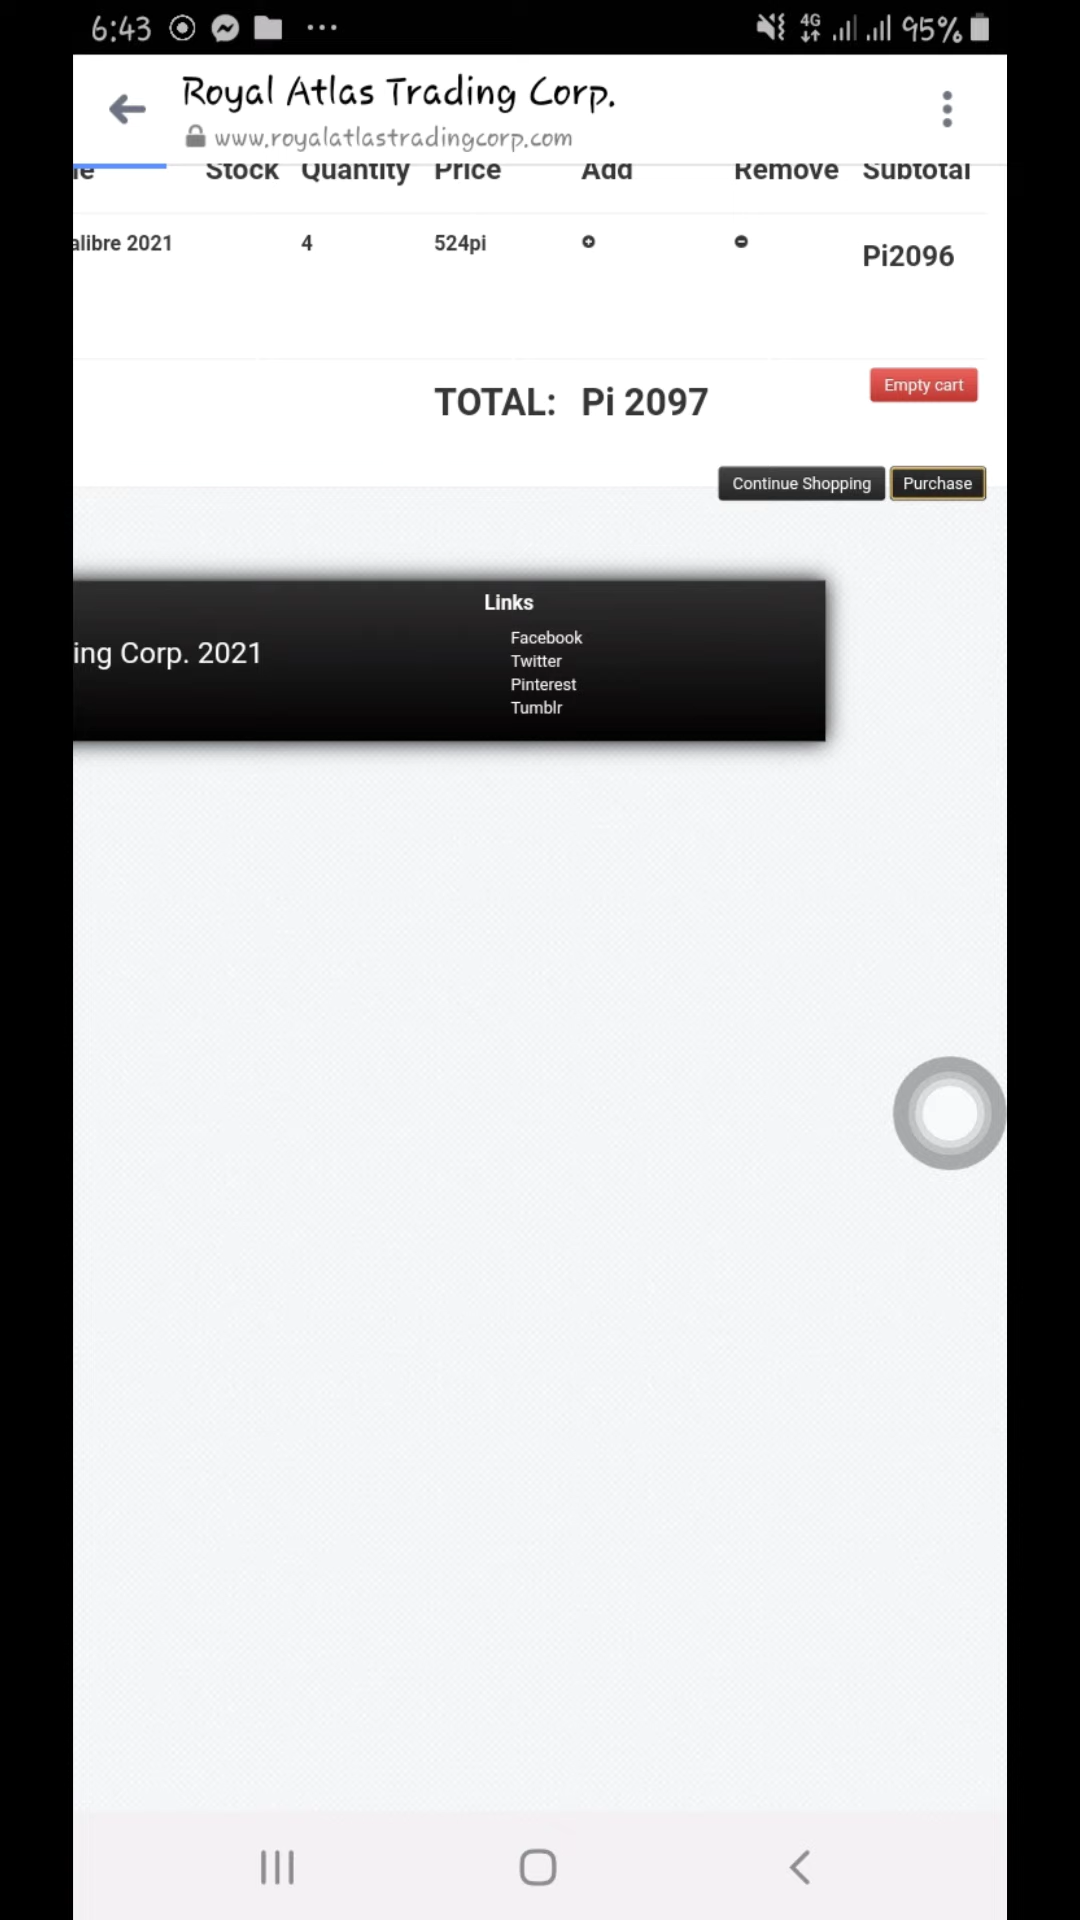 6:43 ... 4G 95%
Royal Atlas Trading Corp.
www.royalatlastradingcorp.com
Stock Quantity Price Add Remove Subtotal
alibre 2021 4 524pi Pi2096
TOTAL: Pi 2097 Empty cart
Continue Shopping Purchase
Links
ing Corp. 2021
Facebook
Twitter
Pinterest
Tumblr